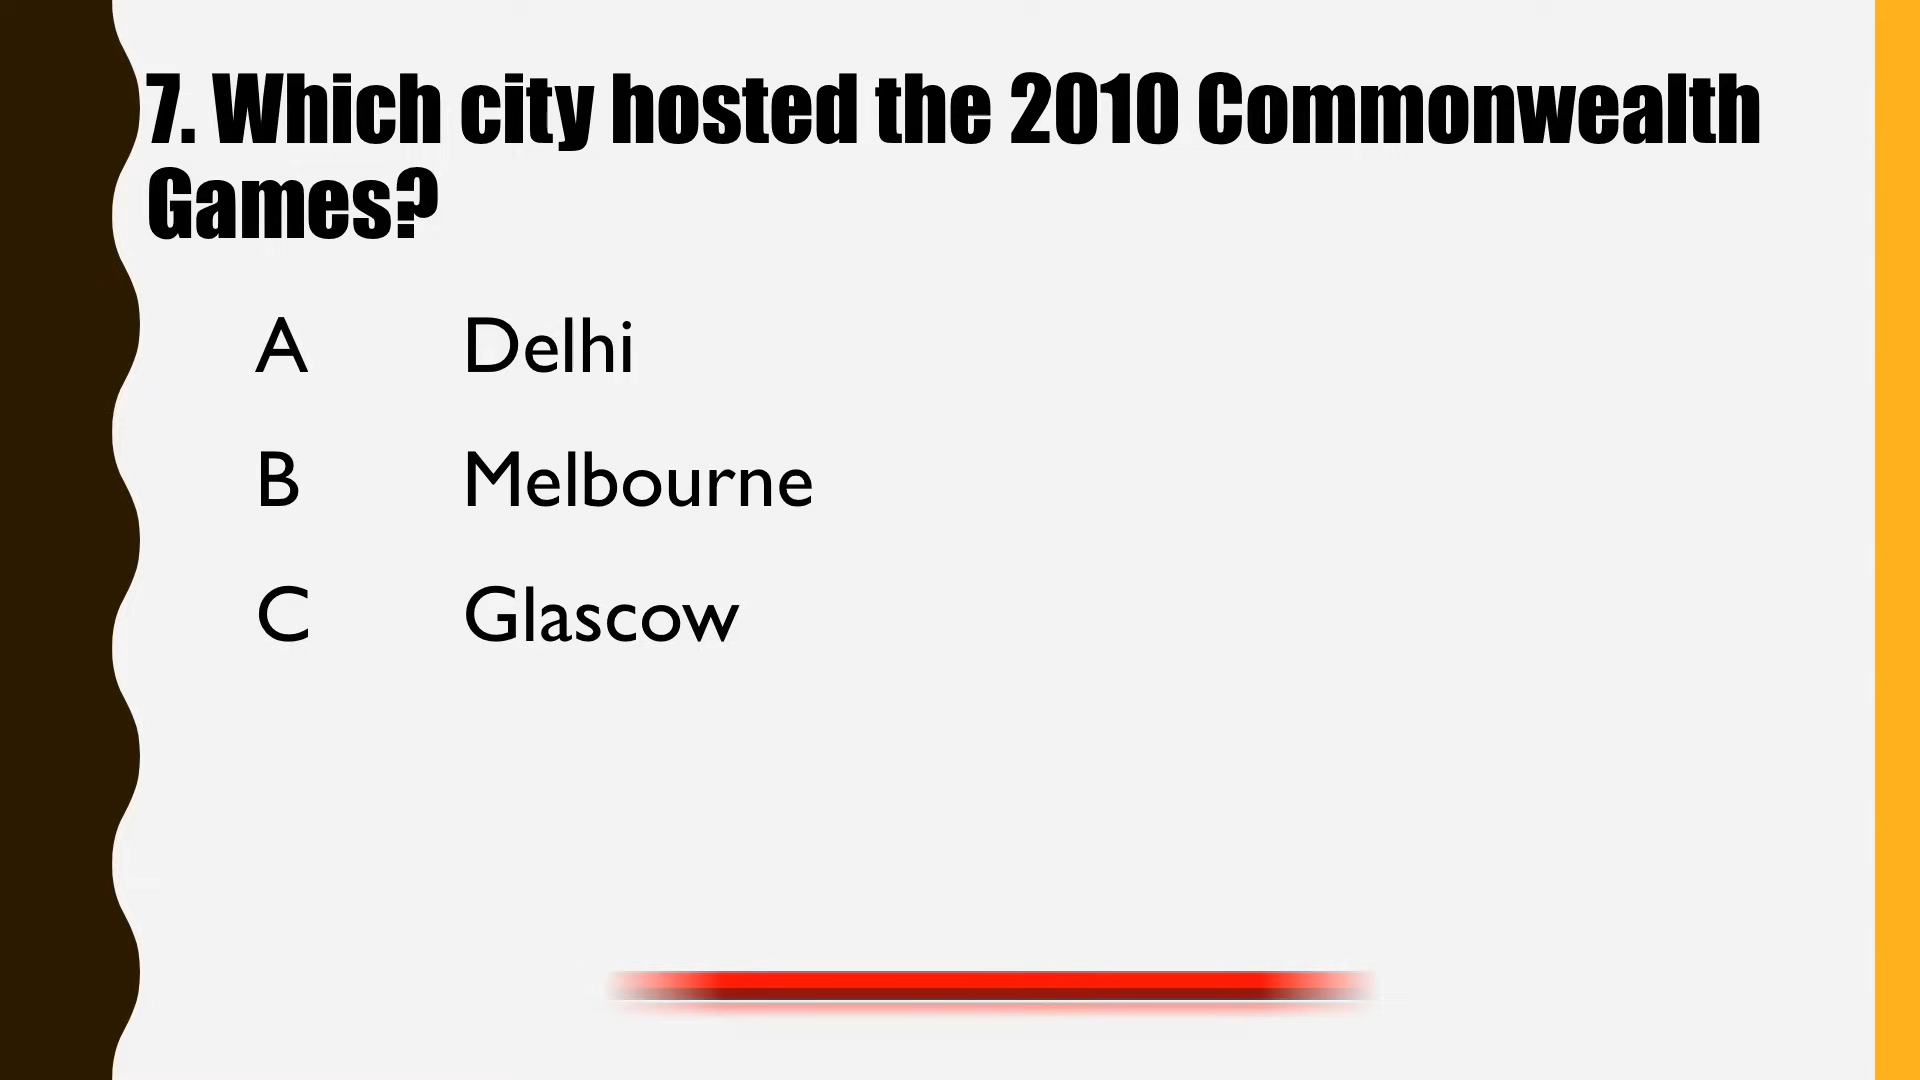 7. Which city hosted the 2010 Commonwealth
Games?
A Delhi
B Melbourne
C Glascow